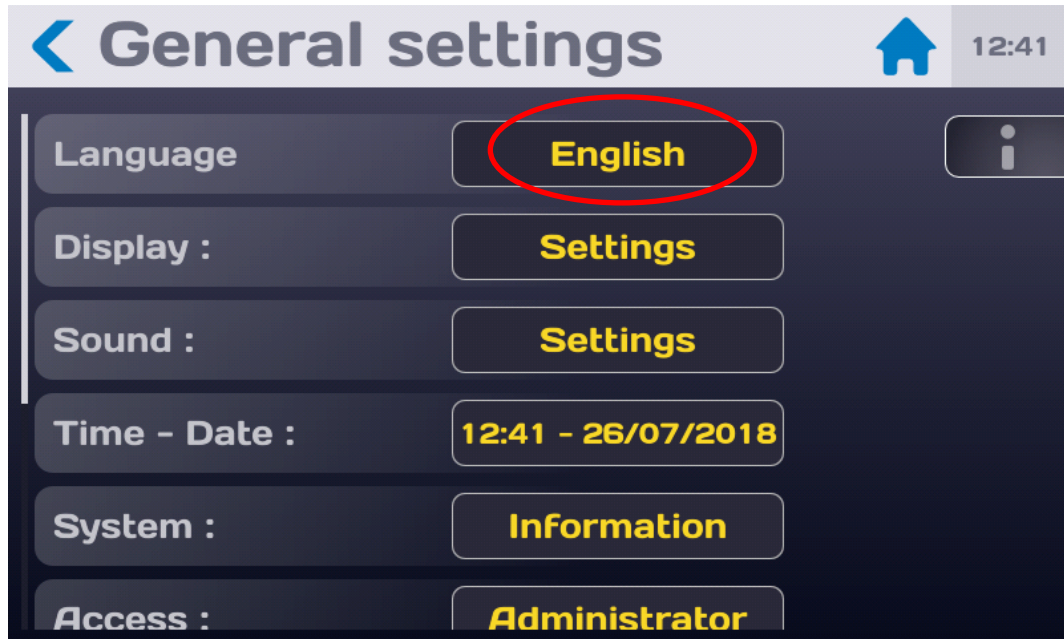 General settings
12:41
Language English
Display : Settings
Sound : Settings
Time - Date : 12:41 - 26/07/2018
System : Information
Access : Administrator